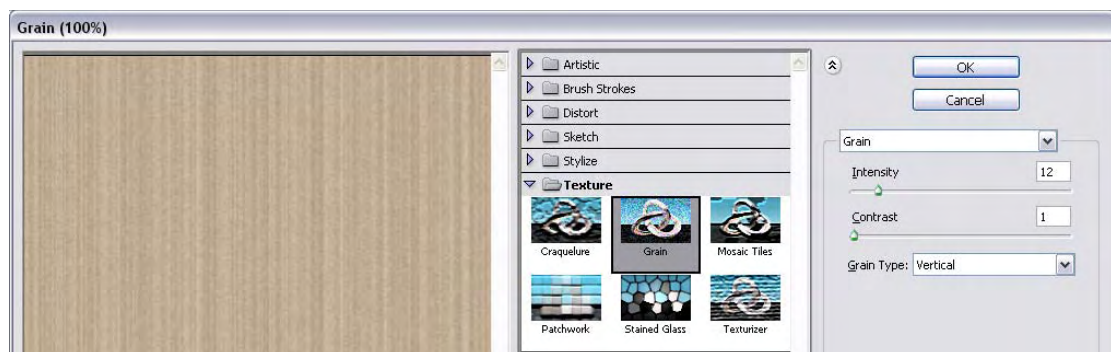 Grain (100%)
Artistic
Brush Strokes
Distort
Sketch
Stylize
Texture
Craquelure Grain Mosaic Tiles
Patchwork Stained Glass Texturizer
OK
Cancel
Grain
Intensity 12
Contrast 1
Grain Type: Vertical